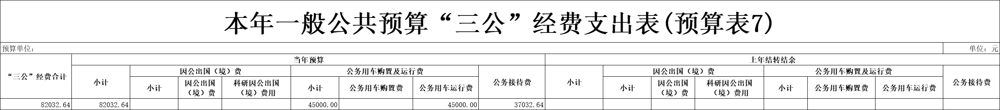 本年一般公共预算“三公”经费支出表(预算表7)
预算单位： 单位：元
“三公”经费合计 当年预算 上年结转结余
小计 因公出国（境）费 公务用车购置及运行费 公务接待费 小计 因公出国（境）费 公务用车购置及运行费 公务接待费
小计 因公出国（境）费 科研因公出国（境）费用 小计 公务用车购置费 公务用车运行费 小计 因公出国（境）费 科研因公出国（境）费用 小计 公务用车购置费 公务用车运行费
82032.64 82032.64 45000.00 45000.00 37032.64